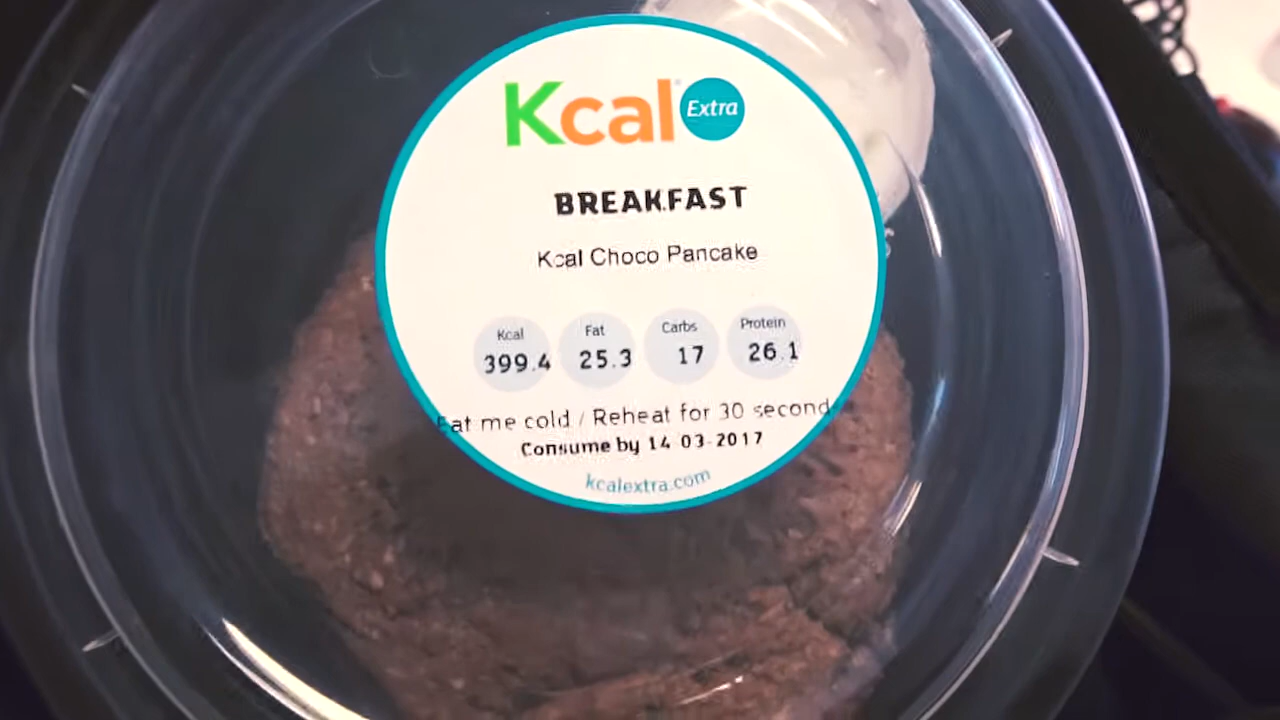 Kcal Extra
BREAKFAST
Kcal Choco Pancake
Kcal Fat Carbs Protein
399.4 25.3 17 26.1
Eat me cold / Reheat for 30 second
Consume by 14-03-2017
kcalextra.com